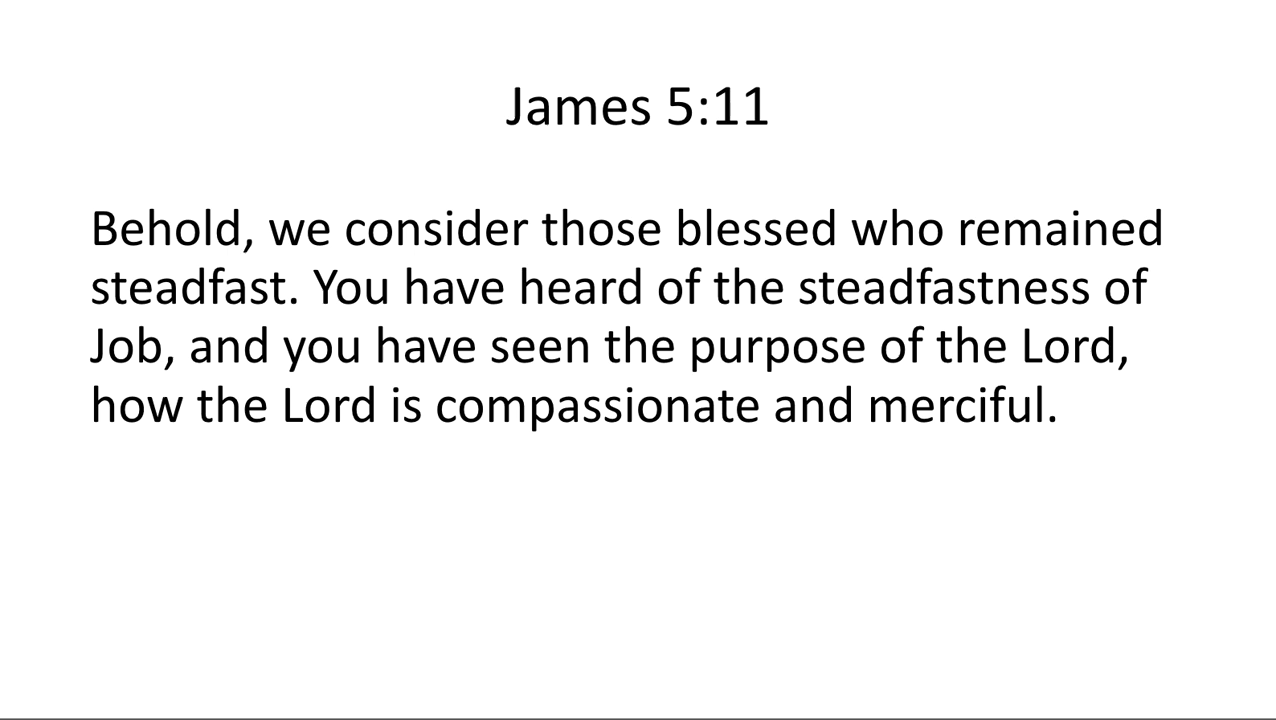 James 5:11
Behold, we consider those blessed who remained
steadfast. You have heard of the steadfastness of
Job, and you have seen the purpose of the Lord,
how the Lord is compassionate and merciful.